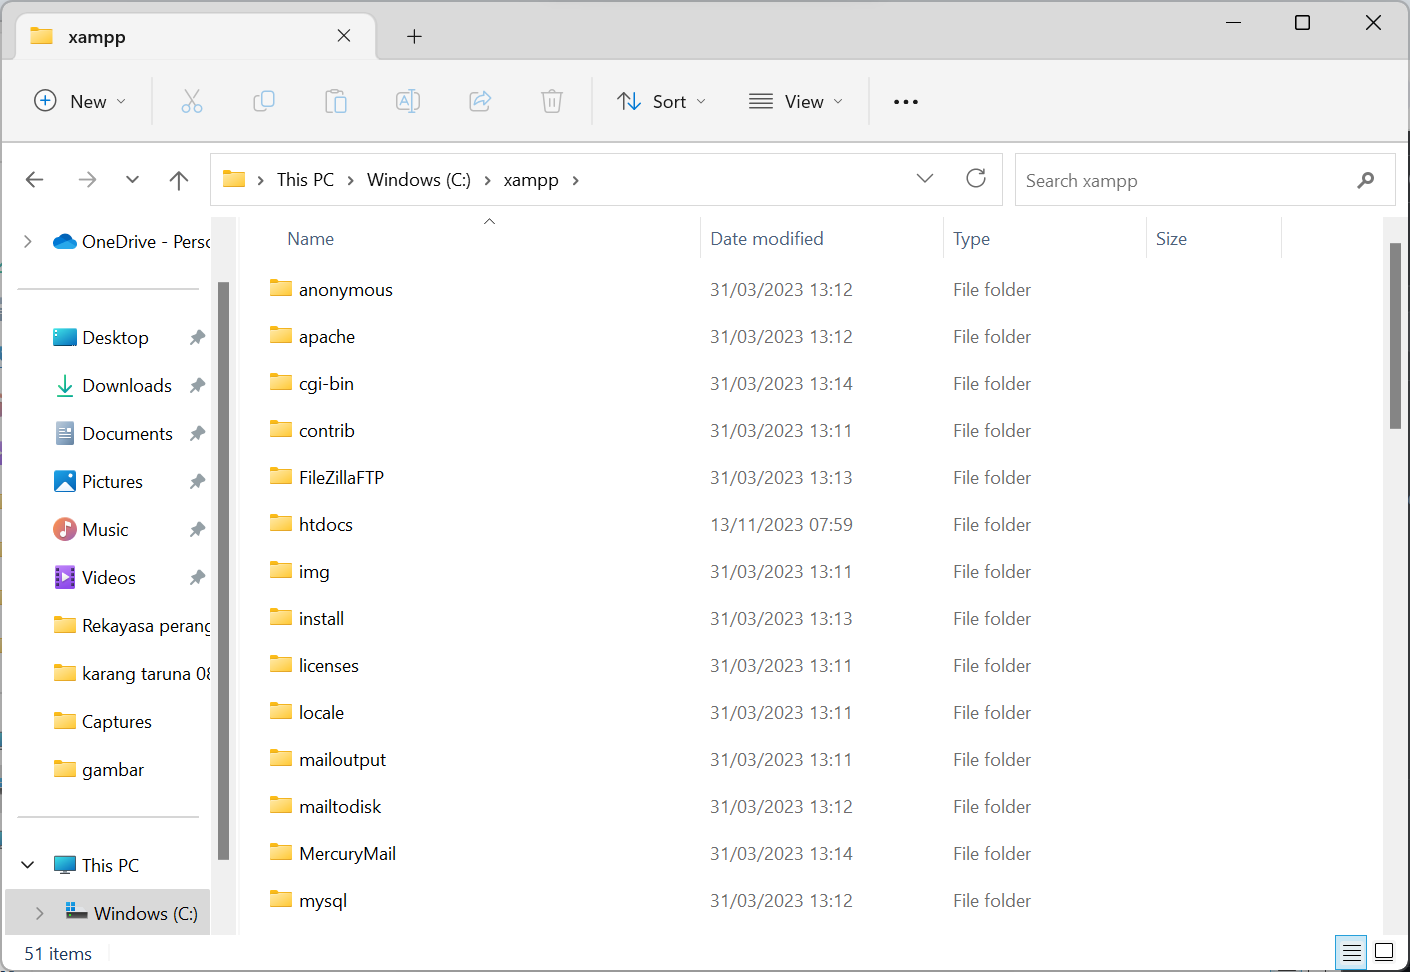 xampp
New
Sort
View
This PC
Windows (C:)
xampp
Search xampp
OneDrive - Perso
Desktop
Downloads
Documents
Pictures
Music
Videos
Rekayasa perang
karang taruna 08
Captures
gambar
This PC
Windows (C:)
Name Date modified Type Size
anonymous 31/03/2023 13:12 File folder
apache 31/03/2023 13:12 File folder
cgi-bin 31/03/2023 13:14 File folder
contrib 31/03/2023 13:11 File folder
FileZillaFTP 31/03/2023 13:13 File folder
htdocs 13/11/2023 07:59 File folder
img 31/03/2023 13:11 File folder
install 31/03/2023 13:13 File folder
licenses 31/03/2023 13:11 File folder
locale 31/03/2023 13:11 File folder
mailoutput 31/03/2023 13:11 File folder
mailtodisk 31/03/2023 13:12 File folder
MercuryMail 31/03/2023 13:14 File folder
mysql 31/03/2023 13:12 File folder
51 items